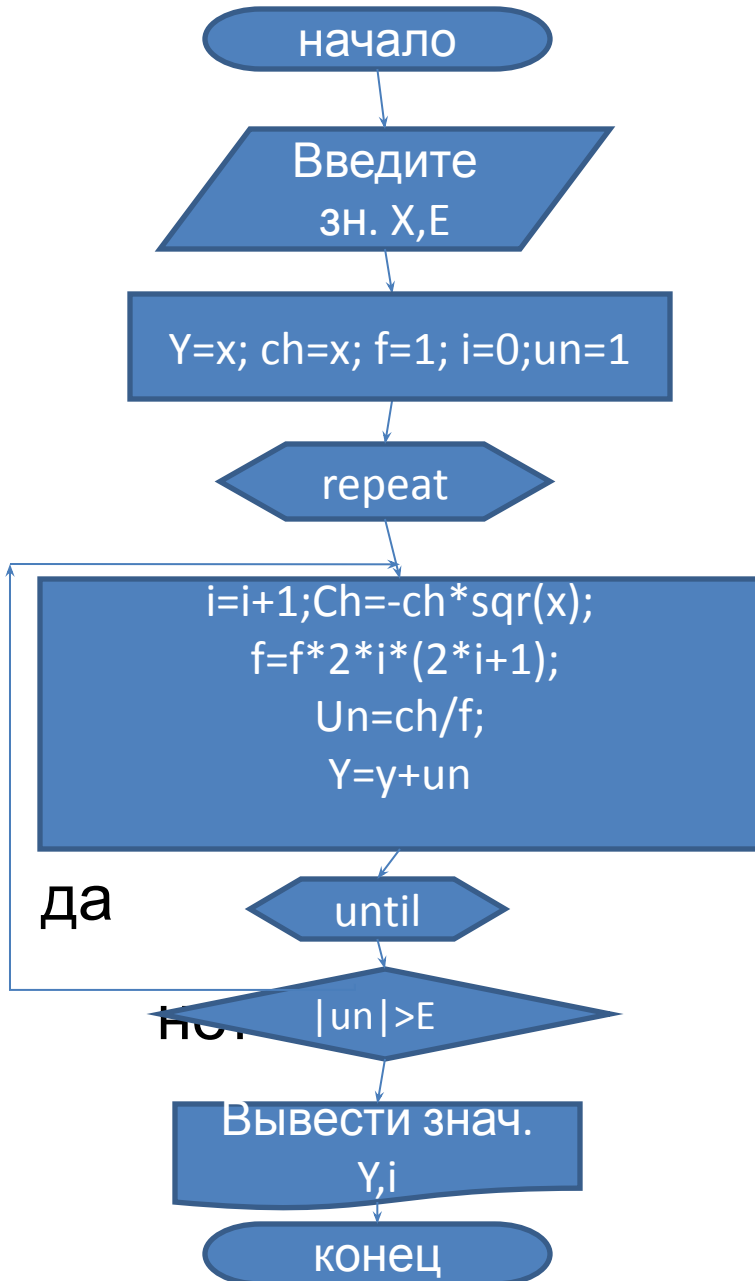 начало
Введите
зн. X,E
Y=x; ch=x; f=1; i=0;un=1
repeat
i=i+1;Ch=-ch*sqr(x);
f=f*2*i*(2*i+1);
Un=ch/f;
Y=y+un
да
until
|un|>E
Вывести знач.
Y,i
конец